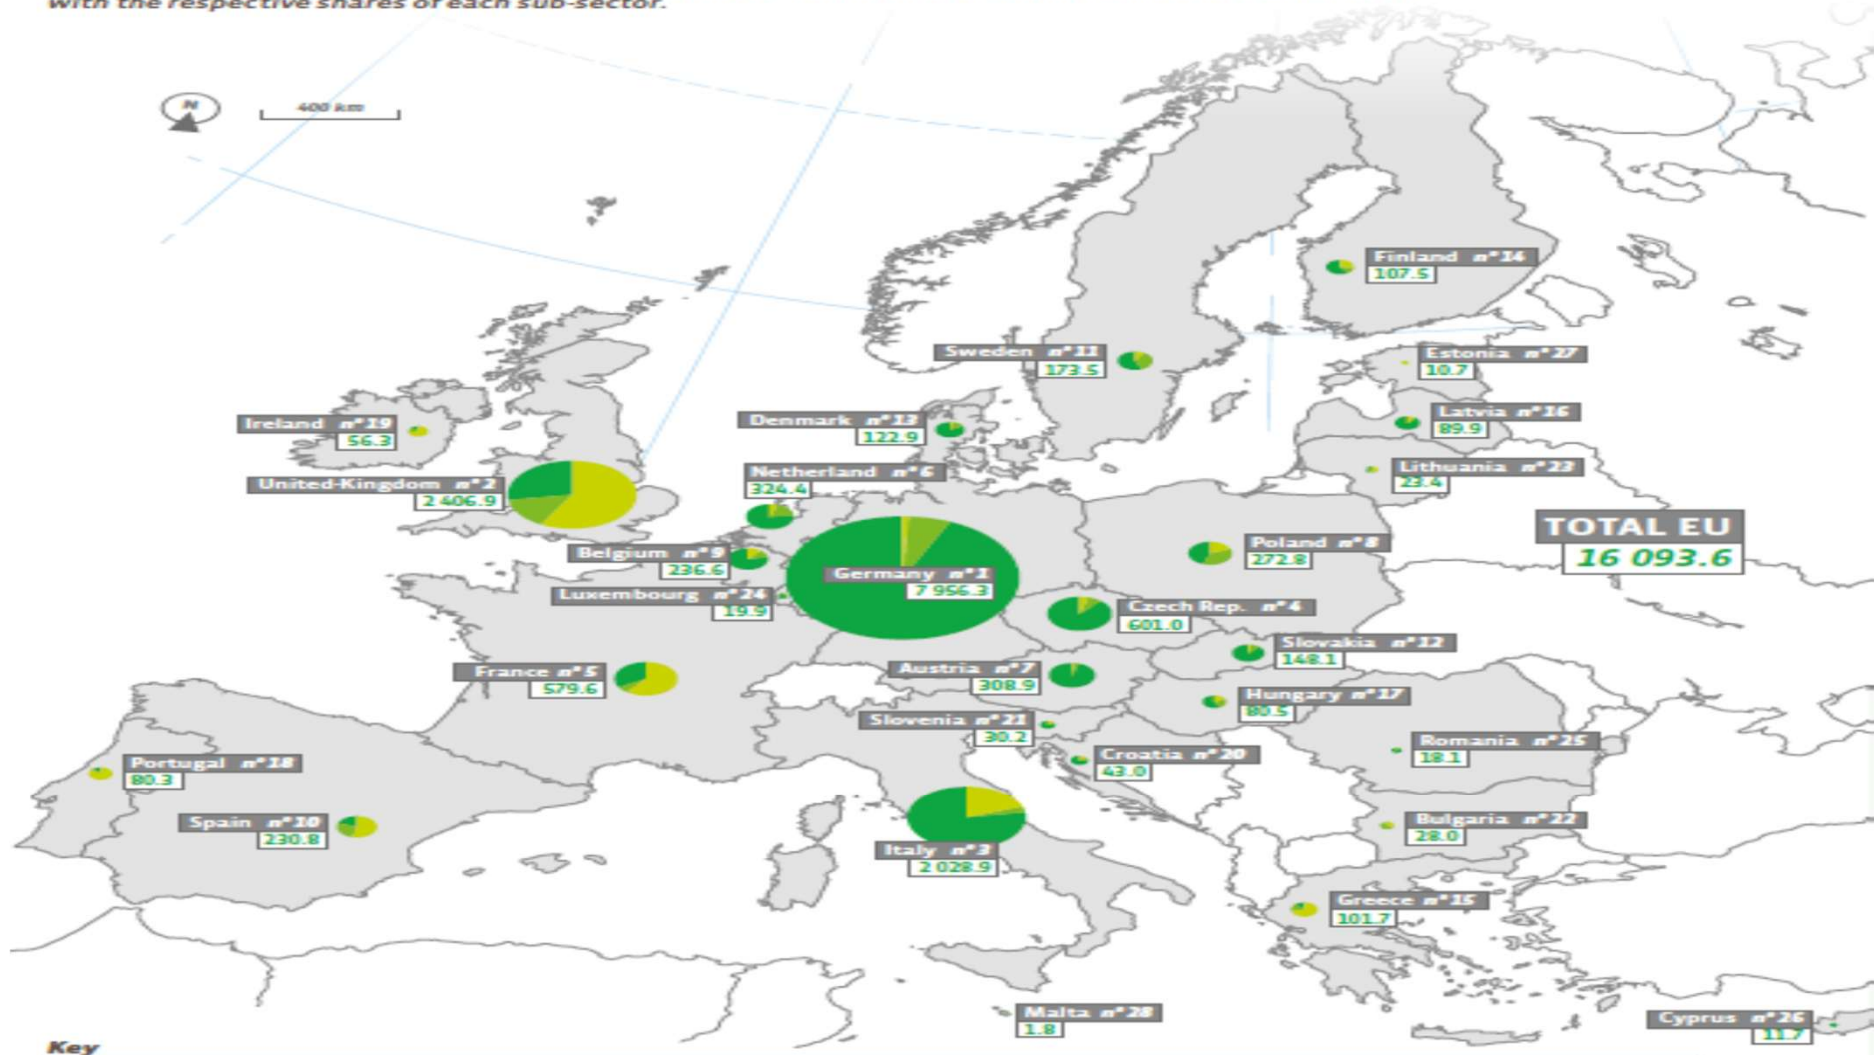 with the respective shares of each sub-sector.
N
400 km
Finland n°14
107.5
Sweden n°11
173.5
Estonia n°27
10.7
Ireland n°19
56.3
Denmark n°13
122.9
Latvia n°16
89.9
United-Kingdom n°2
2 406.9
Netherland n°6
324.4
Lithuania n°23
23.4
TOTAL EU
16 093.6
Belgium n°9
236.6
Poland n°8
272.8
Germany n°1
7 956.3
Luxembourg n°24
19.9
Czech Rep. n°4
601.0
Slovakia n°12
148.1
France n°5
579.6
Austria n°7
308.9
Hungary n°17
80.5
Slovenia n°21
30.2
Romania n°25
18.1
Croatia n°20
43.0
Portugal n°18
80.3
Spain n°10
230.8
Bulgaria n°22
28.0
Italy n°3
2 028.9
Greece n°15
101.7
Malta n°28
1.8
Cyprus n°26
11.7
Key